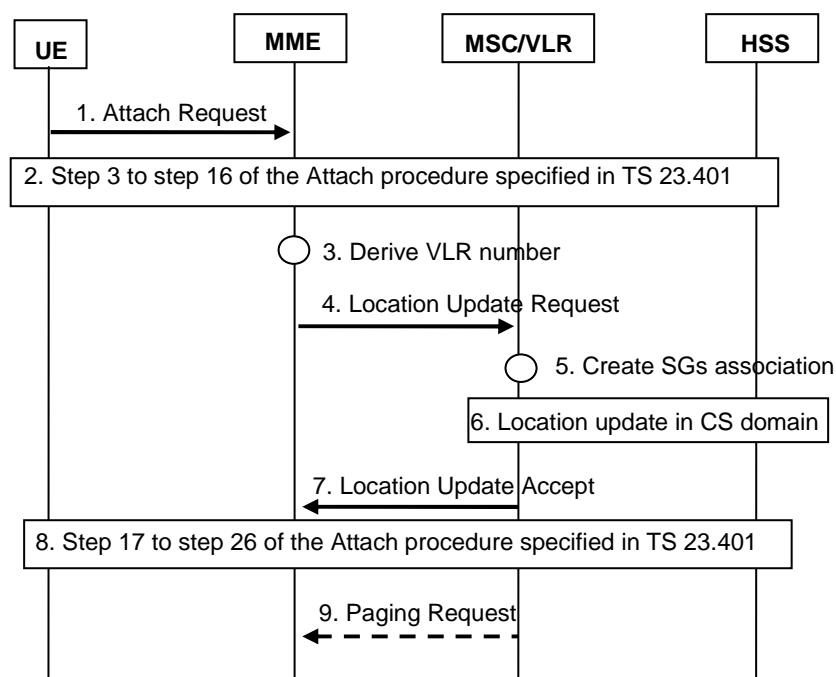 UE
MME
MSC/VLR
HSS
1. Attach Request
2. Step 3 to step 16 of the Attach procedure specified in TS 23.401
3. Derive VLR number
4. Location Update Request
5. Create SGs association
6. Location update in CS domain
7. Location Update Accept
8. Step 17 to step 26 of the Attach procedure specified in TS 23.401
9. Paging Request